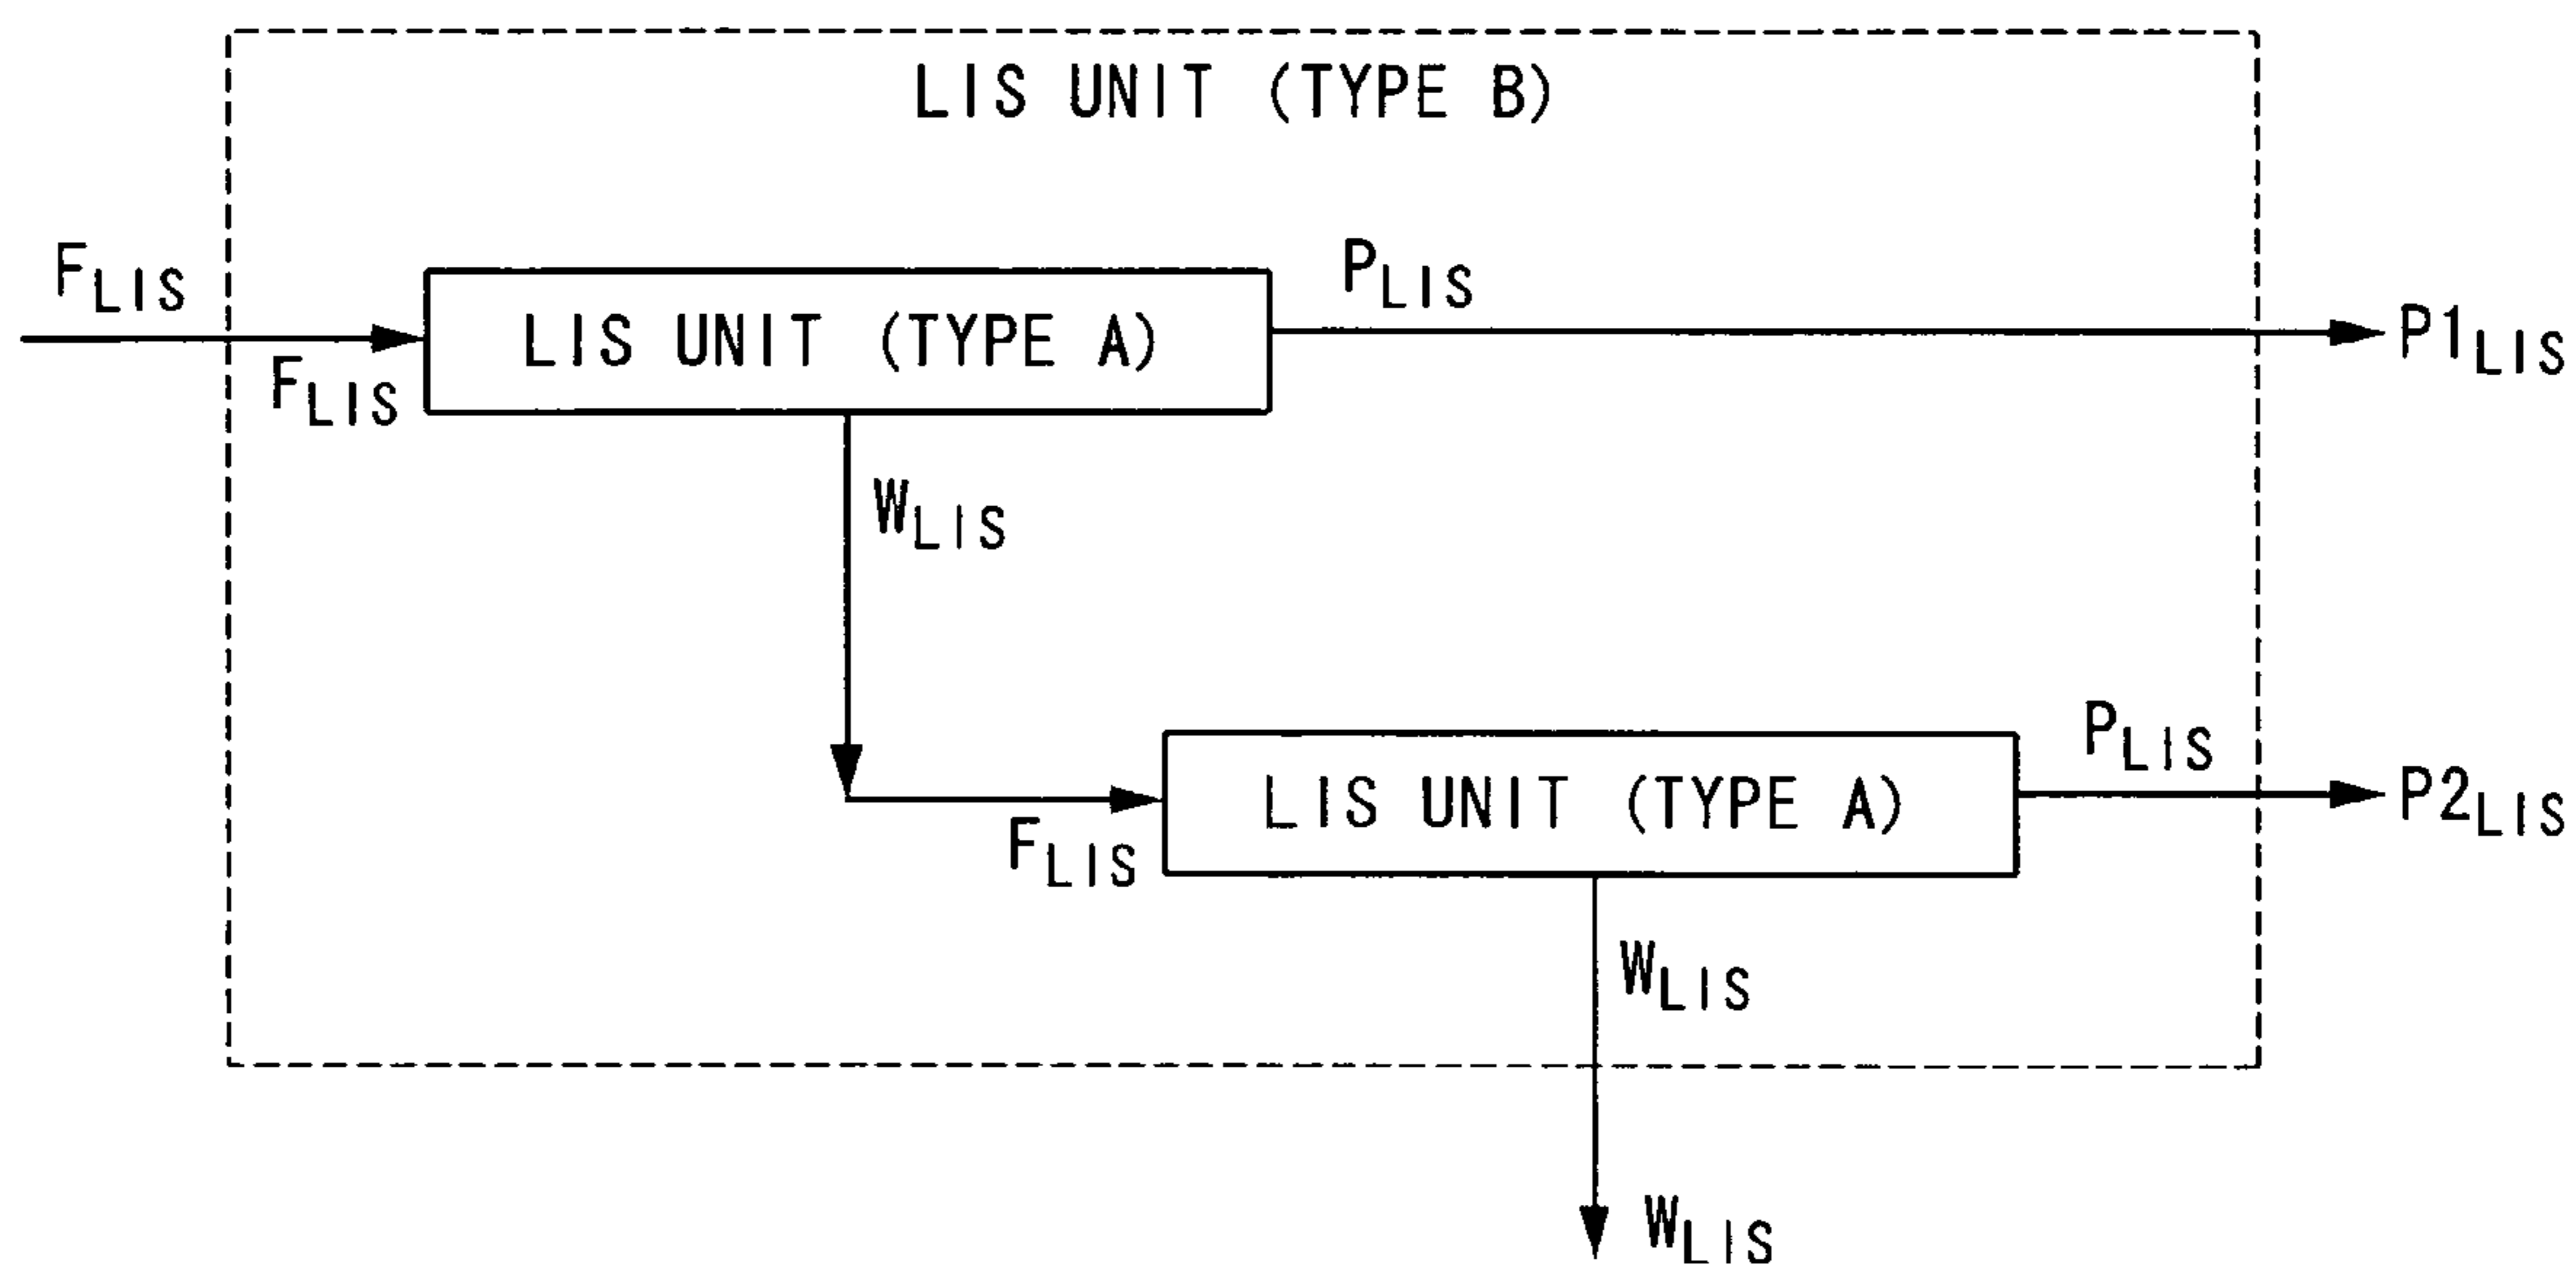 LIS UNIT (TYPE B)
FLIS
FLIS
LIS UNIT (TYPE A)
PLIS
P1LIS
WLIS
FLIS
LIS UNIT (TYPE A)
PLIS
P2LIS
WLIS
WLIS